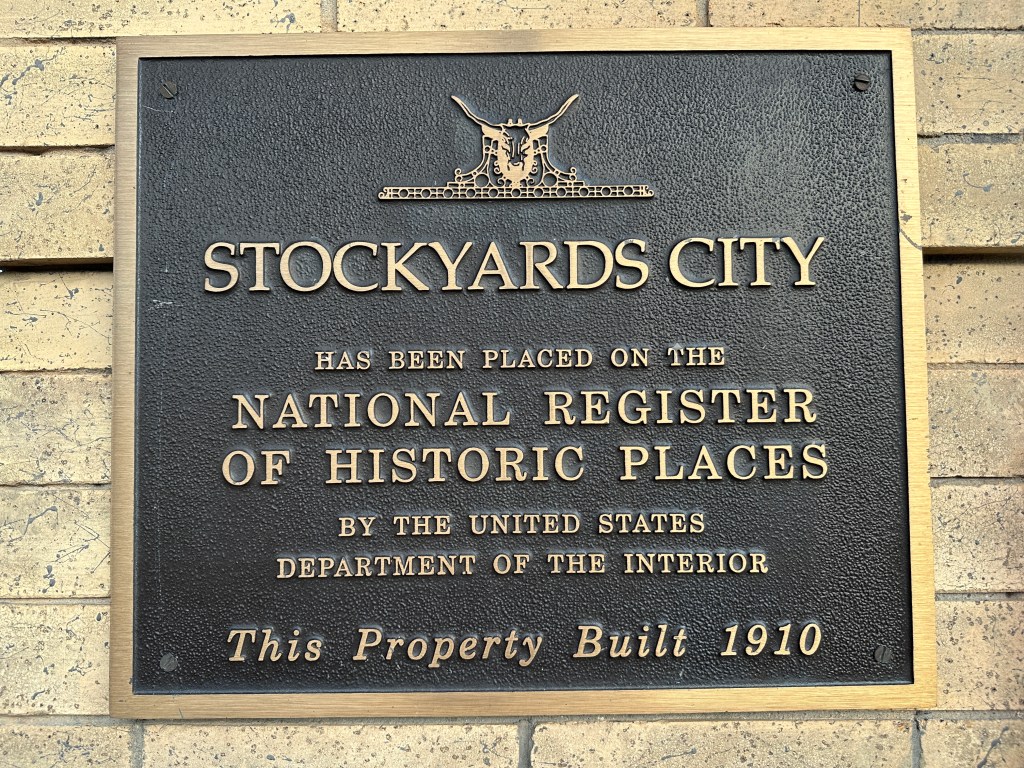 STOCKYARDS CITY
HAS BEEN PLACED ON THE
NATIONAL REGISTER
OF HISTORIC PLACES
BY THE UNITED STATES
DEPARTMENT OF THE INTERIOR
This Property Built 1910